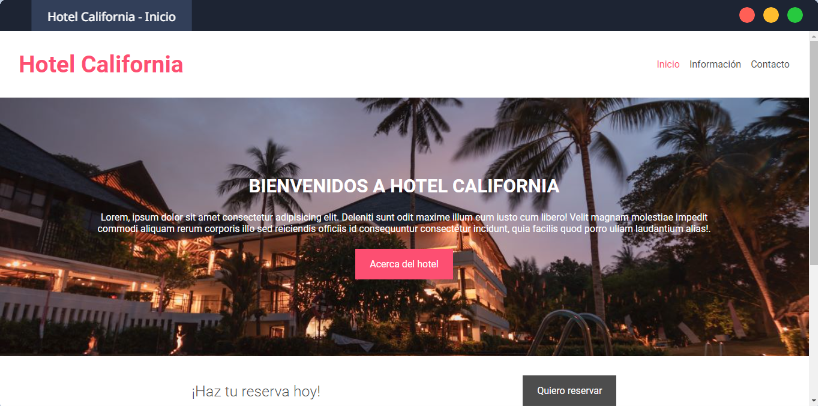 Hotel California - Inicio
Hotel California
Inicio Información Contacto
BIENVENIDOS A HOTEL CALIFORNIA
Lorem, ipsum dolor sit amet consectetur adipisicing elit. Deleniti sunt odit maxime illum eum iusto cum libero! Velit magnam molestiae impedit
commodi aliquam rerum corporis illo sed reiciendis officiis id consequuntur consectetur incidunt, quia facilis quod porro ullam laudantium alias!.
Acerca del hotel
¡Haz tu reserva hoy!
Quiero reservar